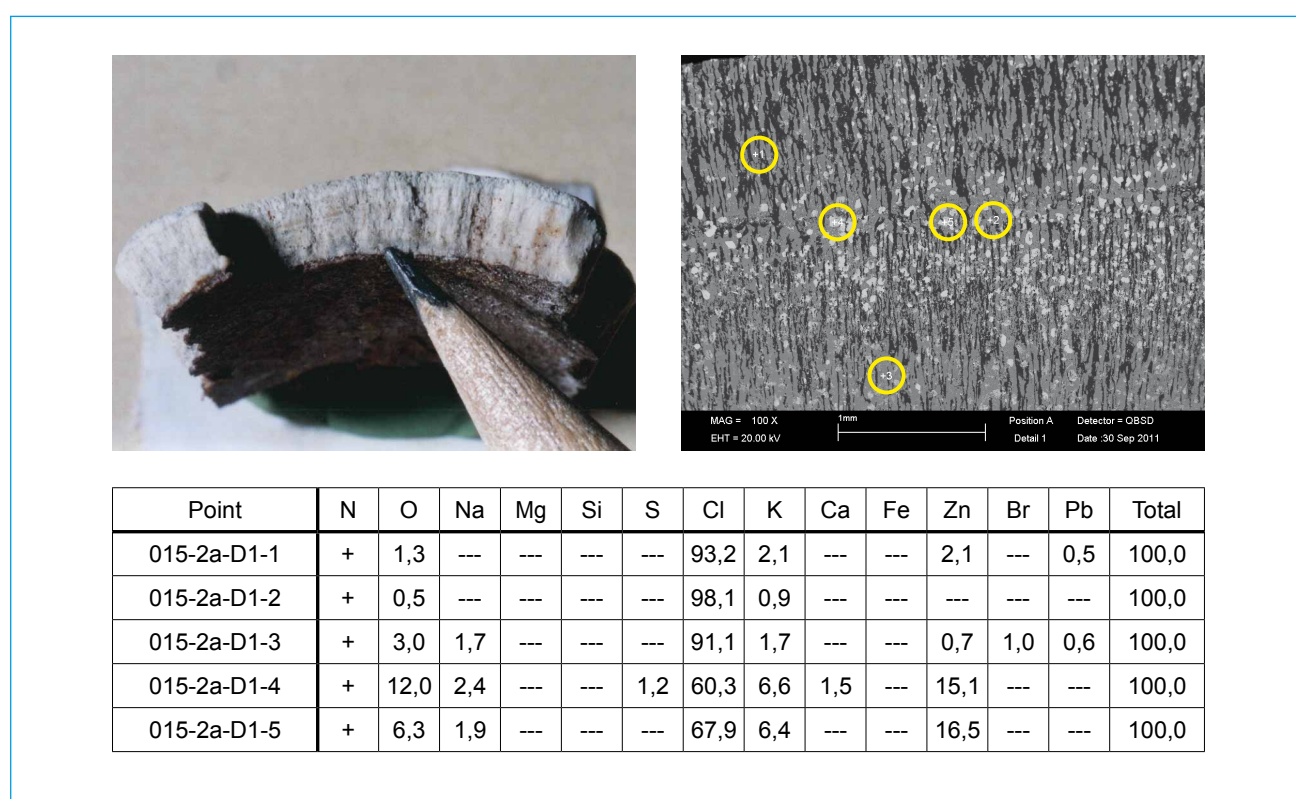 +1
+4
+5
+2
+3
MAG = 100 X
EHT = 20.00 kV
1mm
Position A
Detail 1
Detector = QBSD
Date :30 Sep 2011
Point N O Na Mg Si S Cl K Ca Fe Zn Br Pb Total
015-2a-D1-1 + 1,3 --- --- --- --- 93,2 2,1 --- --- 2,1 --- 0,5 100,0
015-2a-D1-2 + 0,5 --- --- --- --- 98,1 0,9 --- --- --- --- --- 100,0
015-2a-D1-3 + 3,0 1,7 --- --- --- 91,1 1,7 --- --- 0,7 1,0 0,6 100,0
015-2a-D1-4 + 12,0 2,4 --- --- 1,2 60,3 6,6 1,5 --- 15,1 --- --- 100,0
015-2a-D1-5 + 6,3 1,9 --- --- --- 67,9 6,4 --- --- 16,5 --- --- 100,0